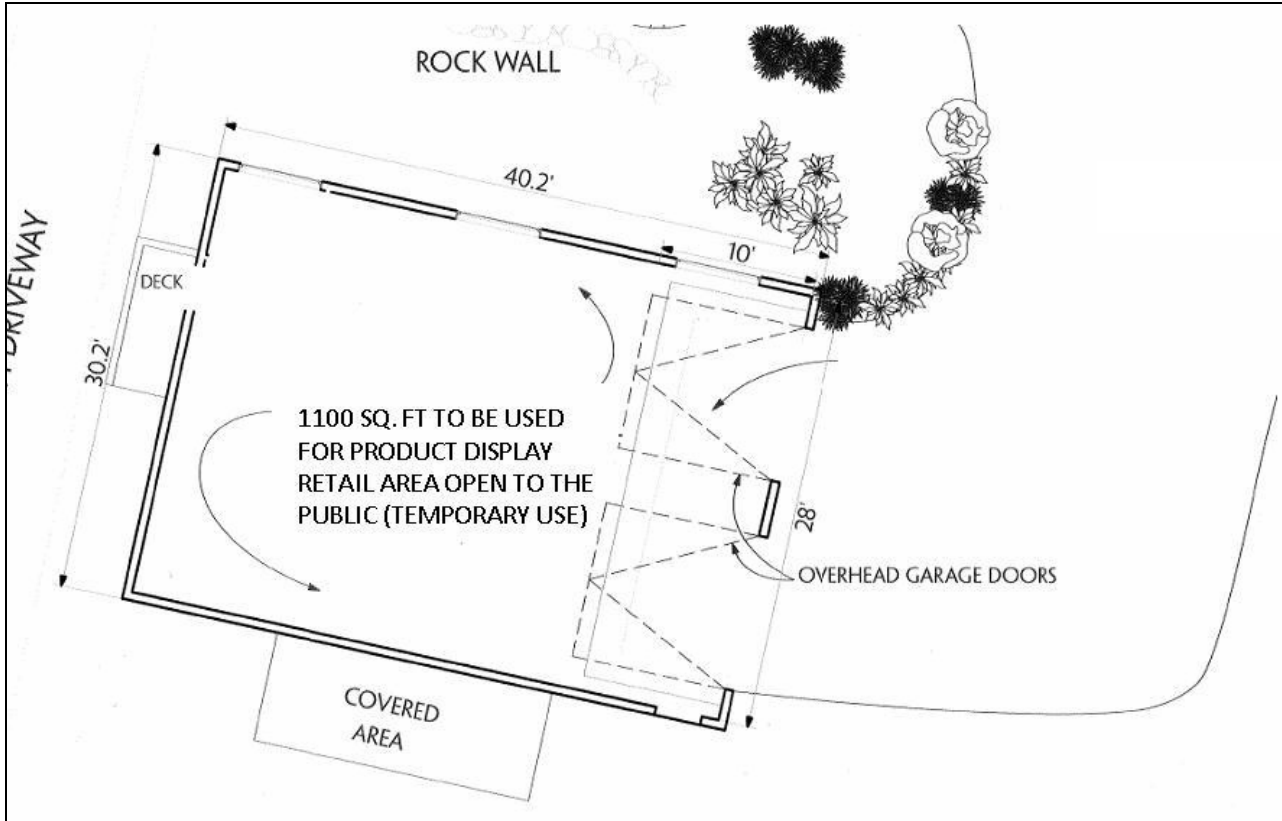 ROCK WALL
40.2'
10'
DRIVEWAY
DECK
30.2'
1100 SQ. FT TO BE USED
FOR PRODUCT DISPLAY
RETAIL AREA OPEN TO THE
PUBLIC (TEMPORARY USE)
28'
OVERHEAD GARAGE DOORS
COVERED
AREA